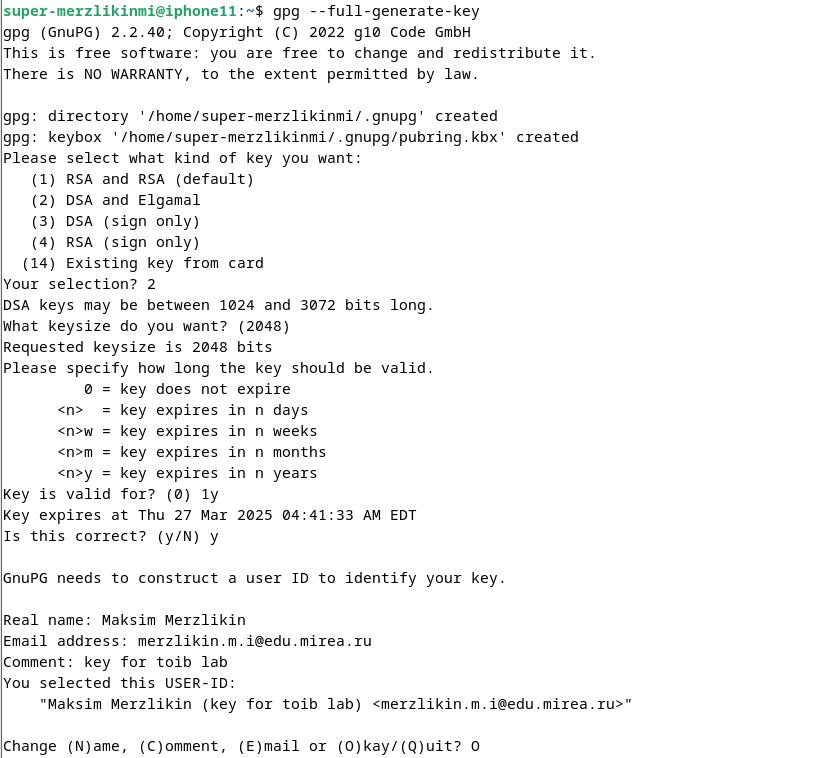 super-merzlikinmi@iphone11:~$ gpg --full-generate-key
gpg (GnuPG) 2.2.40; Copyright (C) 2022 g10 Code GmbH
This is free software: you are free to change and redistribute it.
There is NO WARRANTY, to the extent permitted by law.

gpg: directory '/home/super-merzlikinmi/.gnupg' created
gpg: keybox '/home/super-merzlikinmi/.gnupg/pubring.kbx' created
Please select what kind of key you want:
   (1) RSA and RSA (default)
   (2) DSA and Elgamal
   (3) DSA (sign only)
   (4) RSA (sign only)
  (14) Existing key from card
Your selection? 2
DSA keys may be between 1024 and 3072 bits long.
What keysize do you want? (2048)
Requested keysize is 2048 bits
Please specify how long the key should be valid.
         0 = key does not expire
      <n>  = key expires in n days
      <n>w = key expires in n weeks
      <n>m = key expires in n months
      <n>y = key expires in n years
Key is valid for? (0) 1y
Key expires at Thu 27 Mar 2025 04:41:33 AM EDT
Is this correct? (y/N) y

GnuPG needs to construct a user ID to identify your key.

Real name: Maksim Merzlikin
Email address: merzlikin.m.i@edu.mirea.ru
Comment: key for toib lab
You selected this USER-ID:
    "Maksim Merzlikin (key for toib lab) <merzlikin.m.i@edu.mirea.ru>"

Change (N)ame, (C)omment, (E)mail or (O)kay/(Q)uit? O